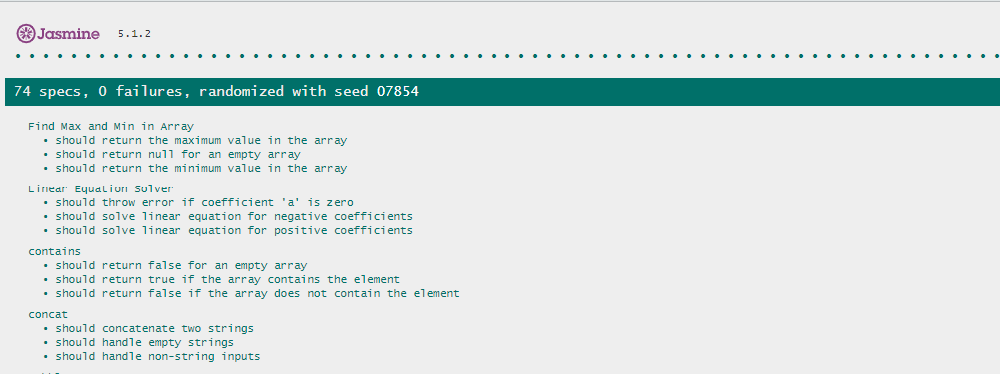 Jasmine 5.1.2
74 specs, 0 failures, randomized with seed 07854
Find Max and Min in Array
• should return the maximum value in the array
• should return null for an empty array
• should return the minimum value in the array
Linear Equation Solver
• should throw error if coefficient 'a' is zero
• should solve linear equation for negative coefficients
• should solve linear equation for positive coefficients
contains
• should return false for an empty array
• should return true if the array contains the element
• should return false if the array does not contain the element
concat
• should concatenate two strings
• should handle empty strings
• should handle non-string inputs